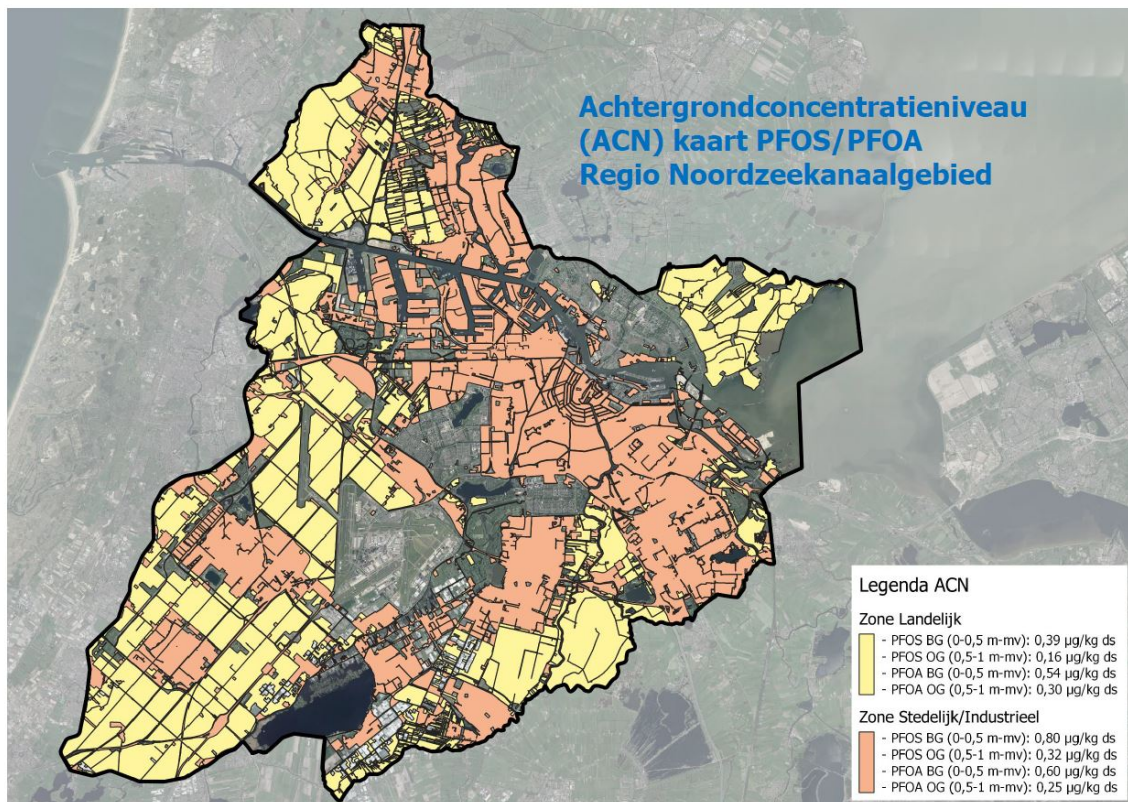 Achtergrondconcentratieniveau
(ACN) kaart PFOS/PFOA
Regio Noordzeekanaalgebied
Legenda ACN
Zone Landelijk
- PFOS BG (0-0,5 m-mv): 0,39 µg/kg ds
- PFOS OG (0,5-1 m-mv): 0,16 µg/kg ds
- PFOA BG (0-0,5 m-mv): 0,54 µg/kg ds
- PFOA OG (0,5-1 m-mv): 0,30 µg/kg ds
Zone Stedelijk/Industrieel
- PFOS BG (0-0,5 m-mv): 0,80 µg/kg ds
- PFOS OG (0,5-1 m-mv): 0,32 µg/kg ds
- PFOA BG (0-0,5 m-mv): 0,60 µg/kg ds
- PFOA OG (0,5-1 m-mv): 0,25 µg/kg ds